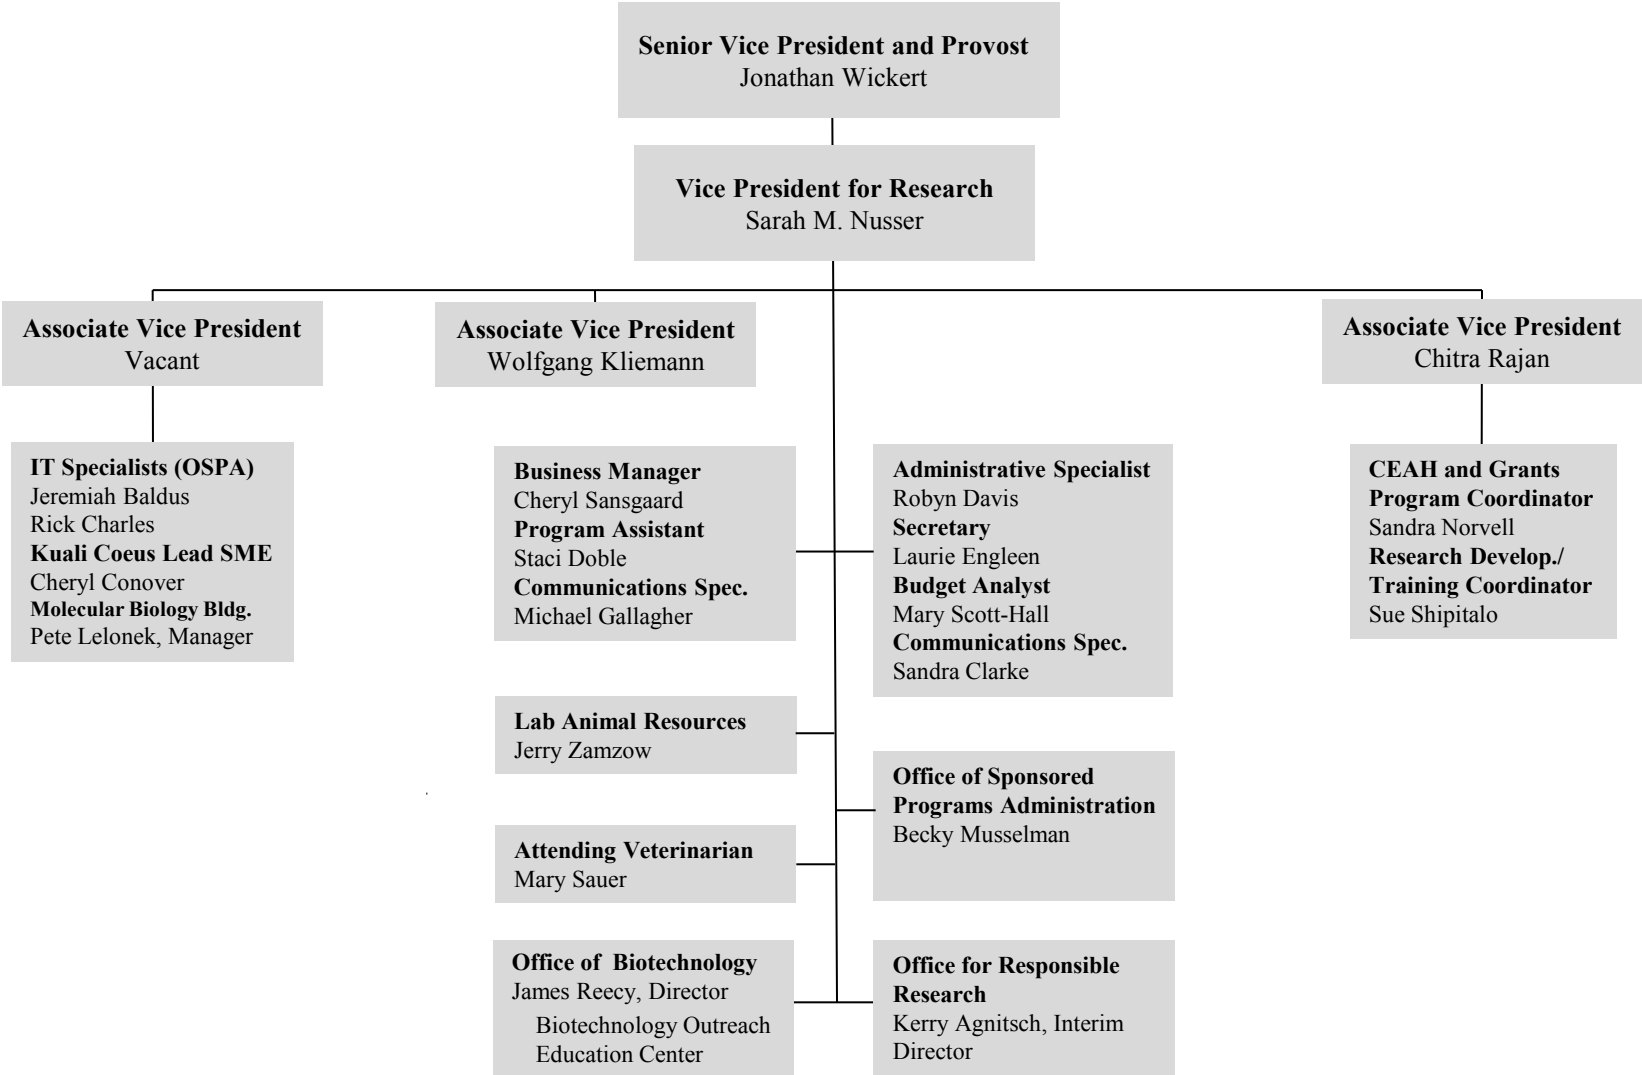 Senior Vice President and Provost
Jonathan Wickert
Vice President for Research
Sarah M. Nusser
Associate Vice President
Vacant
Associate Vice President
Wolfgang Kliemann
Associate Vice President
Chitra Rajan
IT Specialists (OSPA)
Jeremiah Baldus
Rick Charles
Kuali Coeus Lead SME
Cheryl Conover
Molecular Biology Bldg.
Pete Lelonek, Manager
Business Manager
Cheryl Sansgaard
Program Assistant
Staci Doble
Communications Spec.
Michael Gallagher
Administrative Specialist
Robyn Davis
Secretary
Laurie Engleen
Budget Analyst
Mary Scott-Hall
Communications Spec.
Sandra Clarke
CEAH and Grants
Program Coordinator
Sandra Norvell
Research Develop./
Training Coordinator
Sue Shipitalo
Lab Animal Resources
Jerry Zamzow
Office of Sponsored
Programs Administration
Becky Musselman
Attending Veterinarian
Mary Sauer
Office of Biotechnology
James Reecy, Director
Biotechnology Outreach
Education Center
Office for Responsible
Research
Kerry Agnitsch, Interim
Director